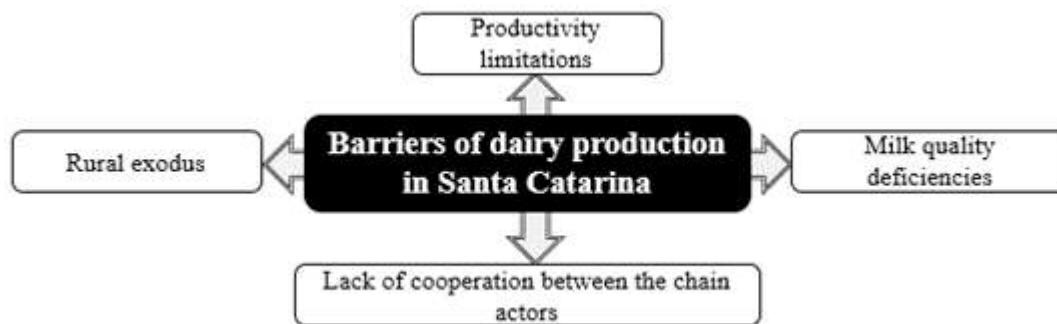 Productivity
limitations
Barriers of dairy production
in Santa Catarina
Rural exodus
Milk quality
deficiencies
Lack of cooperation between the chain
actors